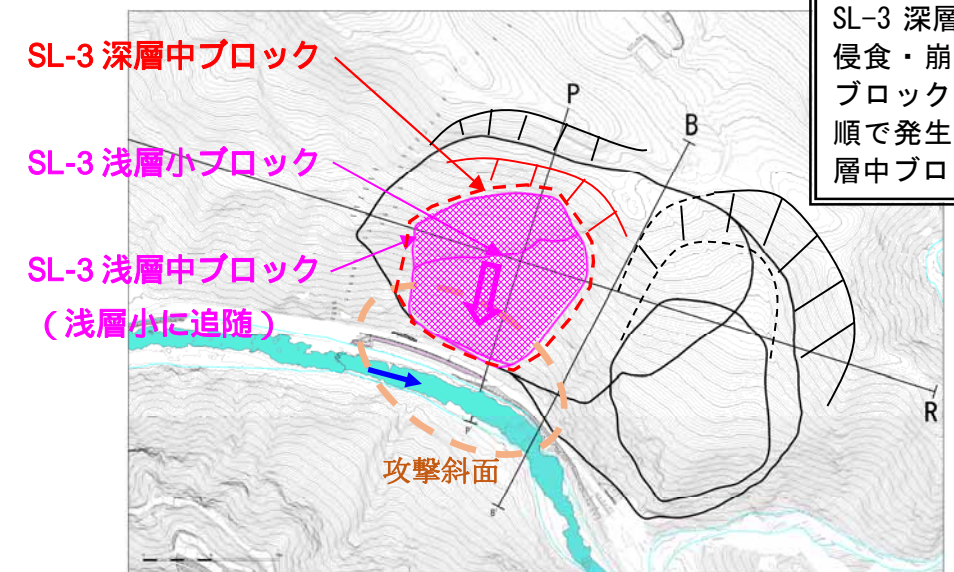 SL-3 深層中ブロック
SL-3 浅層小ブロック
SL-3 浅層中ブロック
（浅層小に追随）
攻撃斜面
P
B
R
P'
B'
SL-3 深層
侵食・崩
ブロック
順で発生
層中ブロ